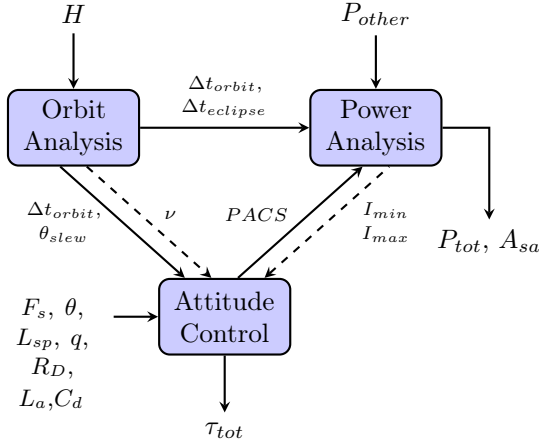 H
P_other
Δt_orbit,
Δt_eclipse
Orbit
Analysis
Power
Analysis
Δt_orbit,
θ_slew
ν
PACS
I_min
I_max
P_tot, A_sa
Attitude
Control
F_s, θ,
L_sp, q,
R_D,
L_a,C_d
τ_tot